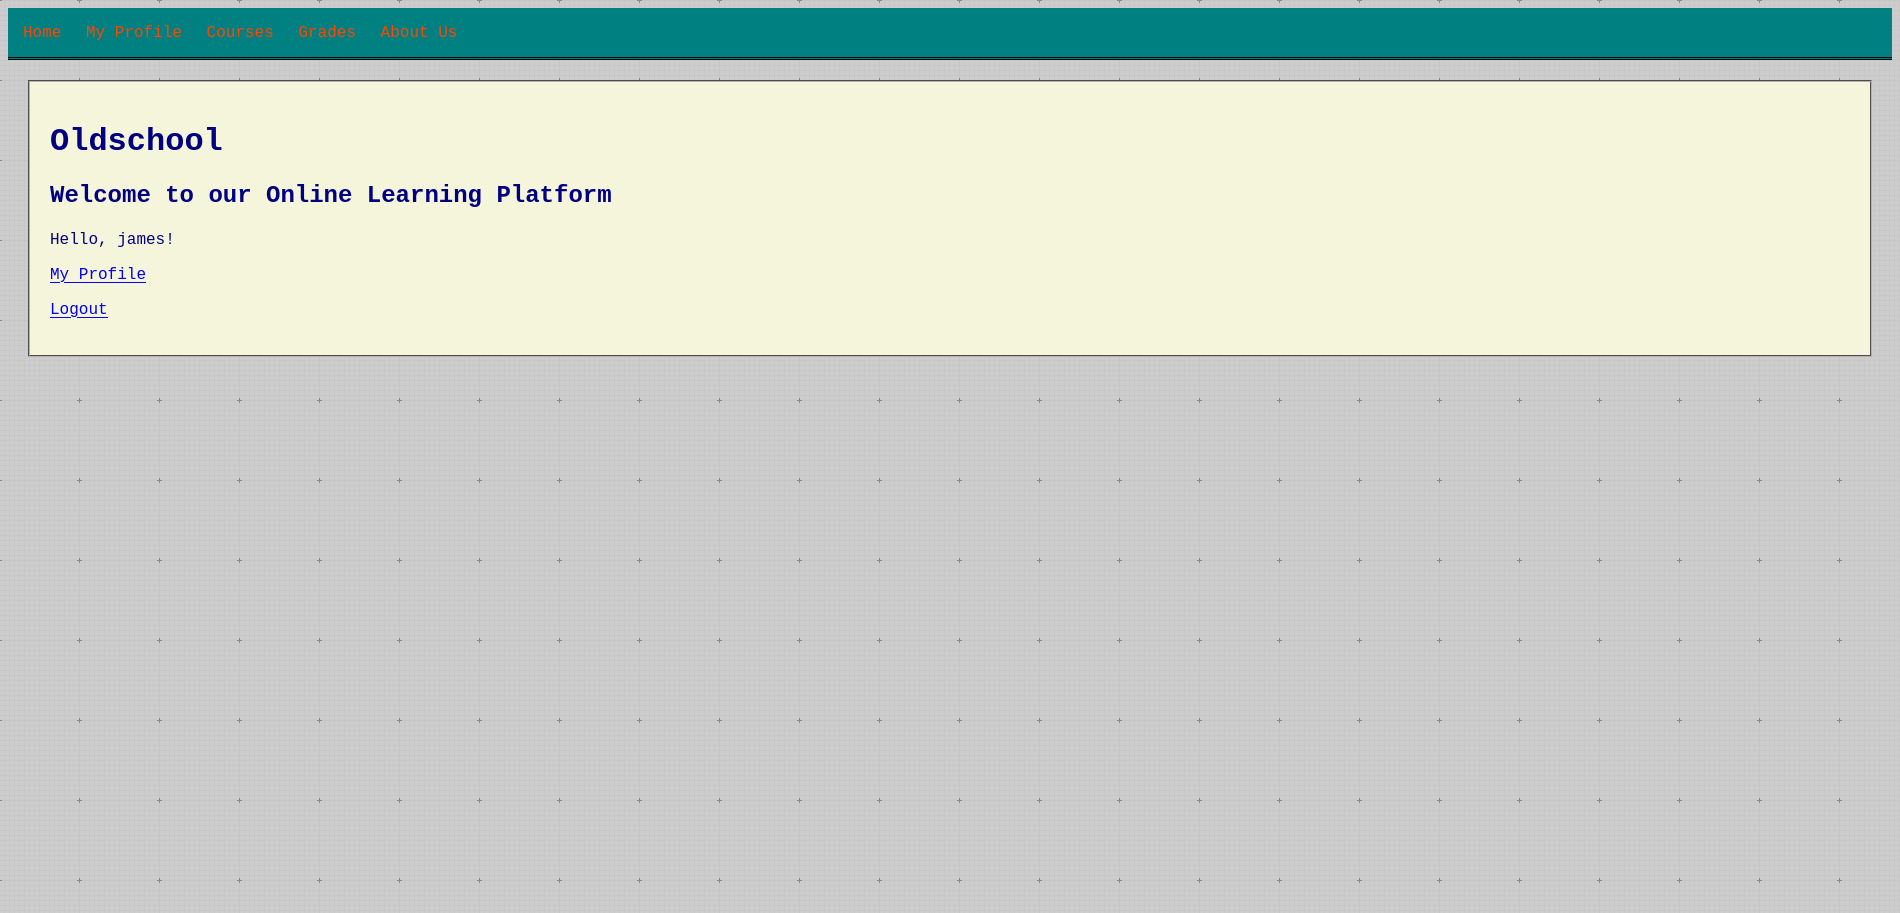 Home My Profile Courses Grades About Us
Oldschool
Welcome to our Online Learning Platform
Hello, james!
My Profile
Logout